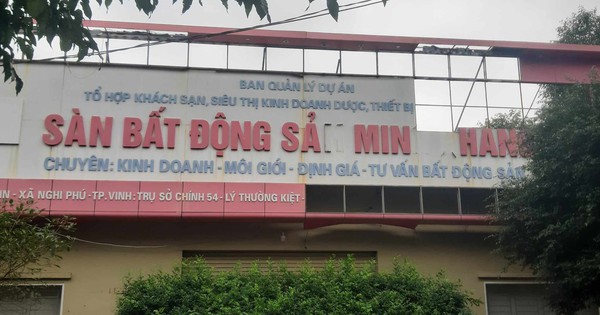 BAN QUẢN LÝ DỰ ÁN
TỔ HỢP KHÁCH SẠN, SIÊU THỊ KINH DOANH DƯỢC, THIẾT BỊ
SÀN BẤT ĐỘNG SẢ MIN HAN
CHUYÊN: KINH DOANH - MÔI GIỚI - ĐỊNH GIÁ - TƯ VẤN BẤT ĐỘNG SẢN
IN - XÃ NGHI PHÚ - TP.VINH: TRỤ SỞ CHÍNH 54 - LÝ THƯỜNG KIỆT -